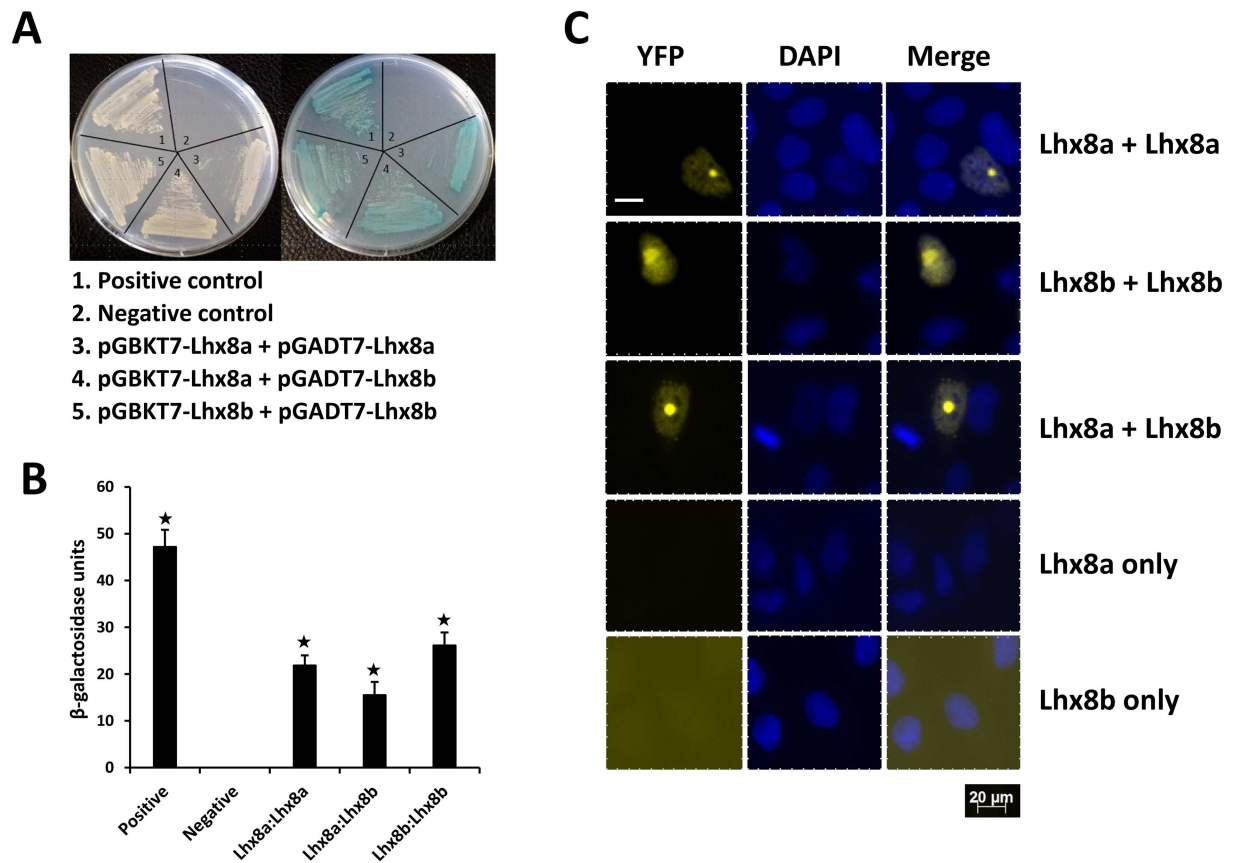 A
1 2 3 4 5
1 2 3 4 5
1. Positive control
2. Negative control
3. pGBKT7-Lhx8a + pGADT7-Lhx8a
4. pGBKT7-Lhx8a + pGADT7-Lhx8b
5. pGBKT7-Lhx8b + pGADT7-Lhx8b
B
β-galactosidase units
60
50
40
30
20
10
0
Positive
Negative
Lhx8a:Lhx8a
Lhx8a:Lhx8b
Lhx8b:Lhx8b
C
YFP DAPI Merge
Lhx8a + Lhx8a
Lhx8b + Lhx8b
Lhx8a + Lhx8b
Lhx8a only
Lhx8b only
20 µm